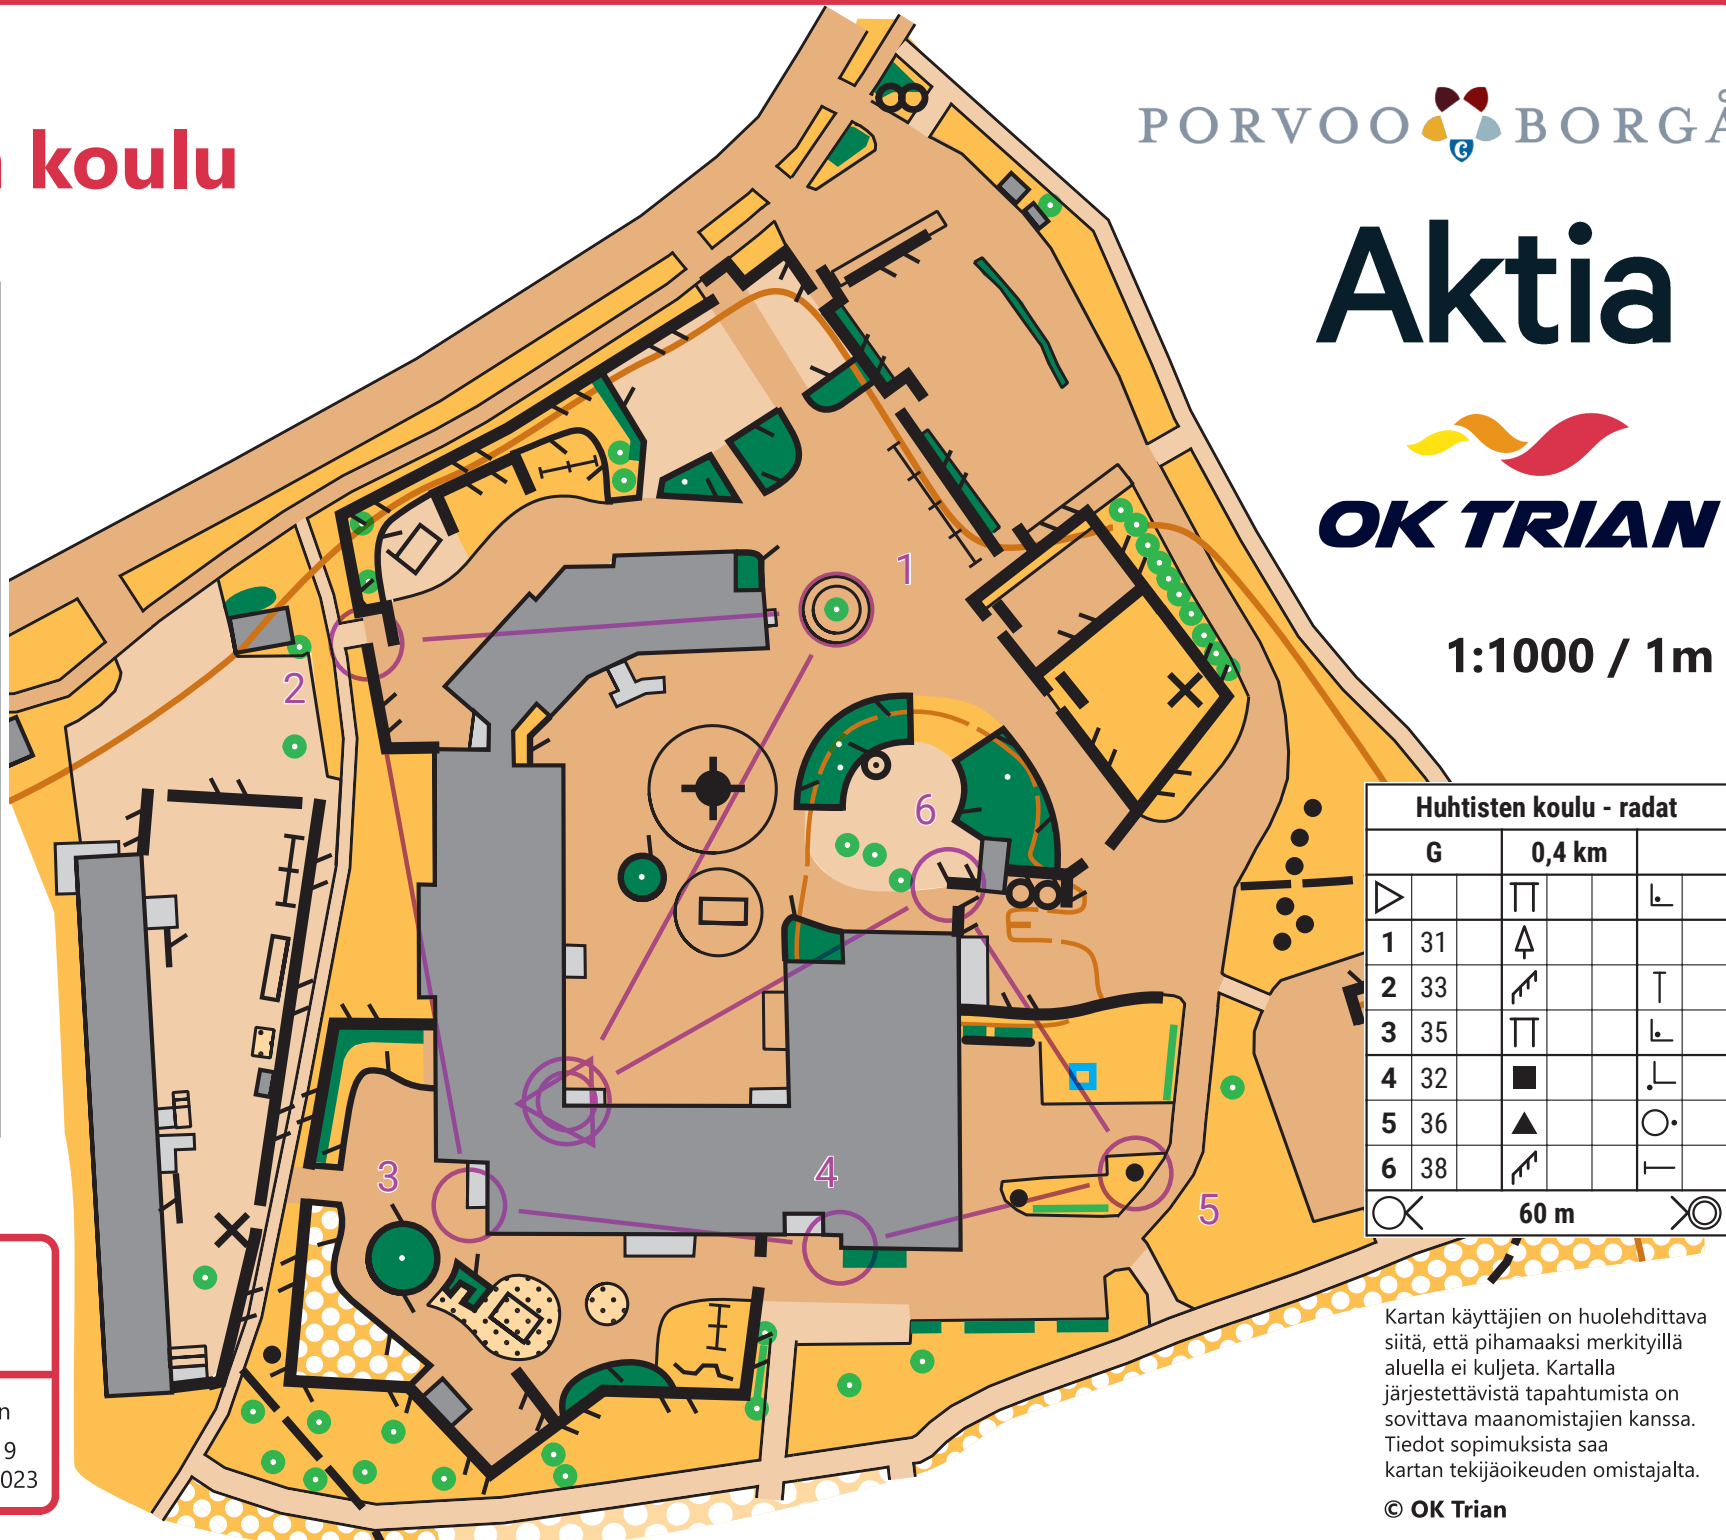 koulu
PORVOO BORGÅ
Aktia
OK TRIAN
1:1000 / 1m
1
2
3
4
5
6
Huhtisten koulu - radat
G 0,4 km
1 31
2 33
3 35
4 32
5 36
6 38
60 m
Kartan käyttäjien on huolehdittava
siitä, että pihamaaksi merkityillä
aluella ei kuljeta. Kartalla
järjestettävistä tapahtumista on
sovittava maanomistajien kanssa.
Tiedot sopimuksista saa
kartan tekijäoikeuden omistajalta.
© OK Trian